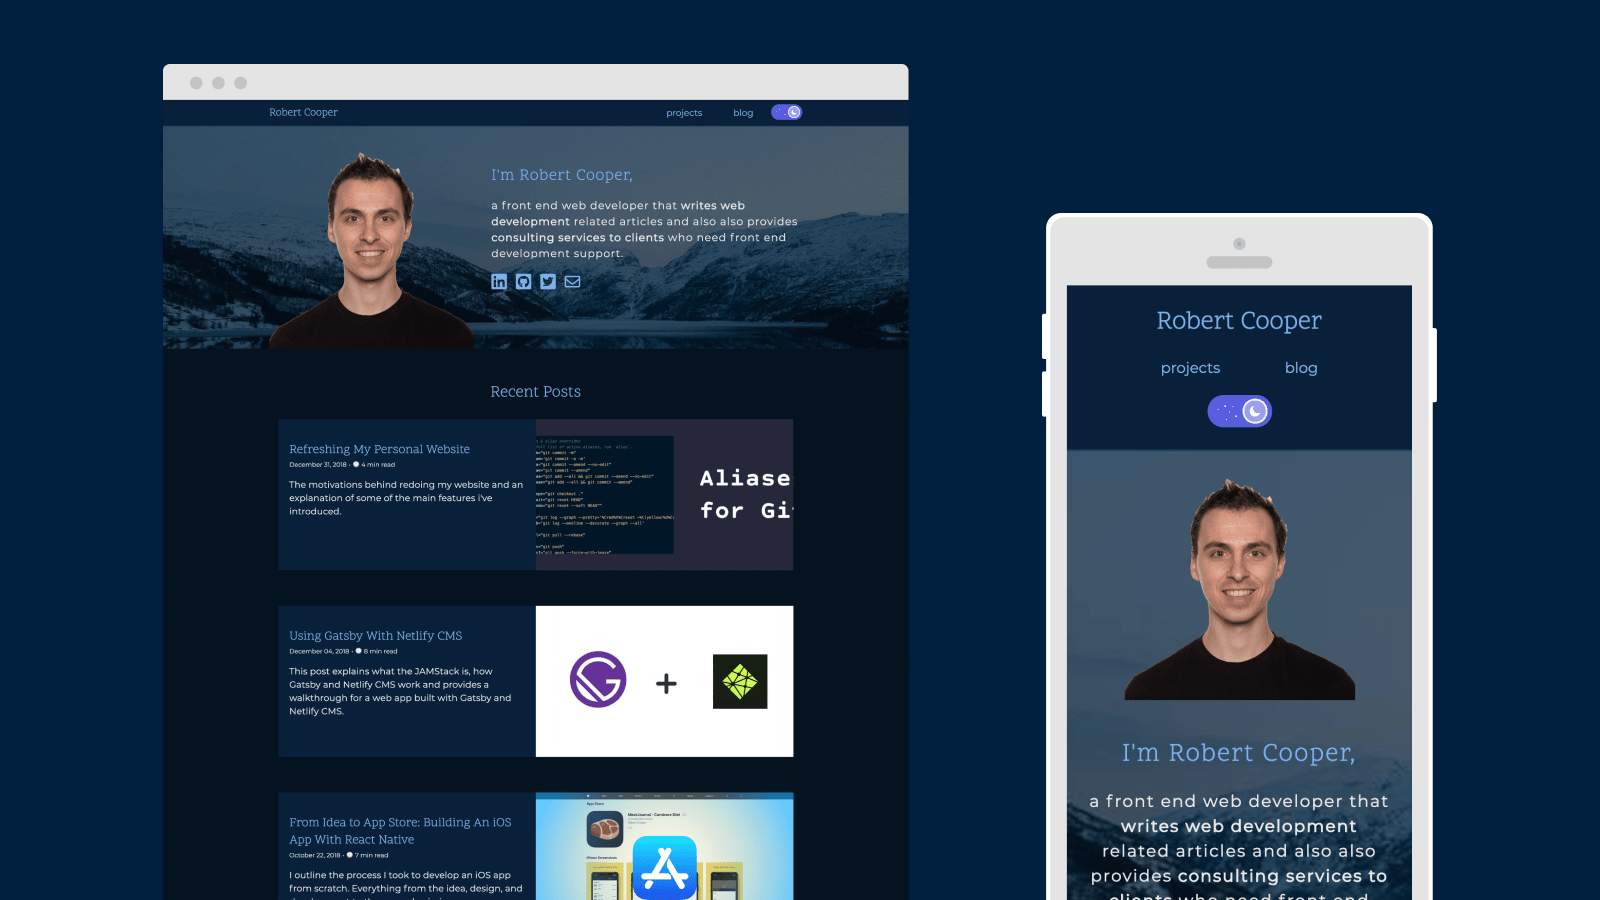 Robert Cooper
projects
blog
I'm Robert Cooper,
a front end web developer that writes web
development related articles and also also provides
consulting services to clients who need front end
development support.
Recent Posts
Refreshing My Personal Website
December 31, 2018 • 4 min read
The motivations behind redoing my website and an
explanation of some of the main features i've
introduced.
Aliase
for Gi
Using Gatsby With Netlify CMS
December 04, 2018 • 8 min read
This post explains what the JAMStack is, how
Gatsby and Netlify CMS work and provides a
walkthrough for a web app built with Gatsby and
Netlify CMS.
+
From Idea to App Store: Building An iOS
App With React Native
October 22, 2018 • 7 min read
I outline the process I took to develop an iOS app
from scratch. Everything from the idea, design, and
App Store
Robert Cooper
projects
blog
I'm Robert Cooper,
a front end web developer that
writes web development
related articles and also also
provides consulting services to
clients who need front end